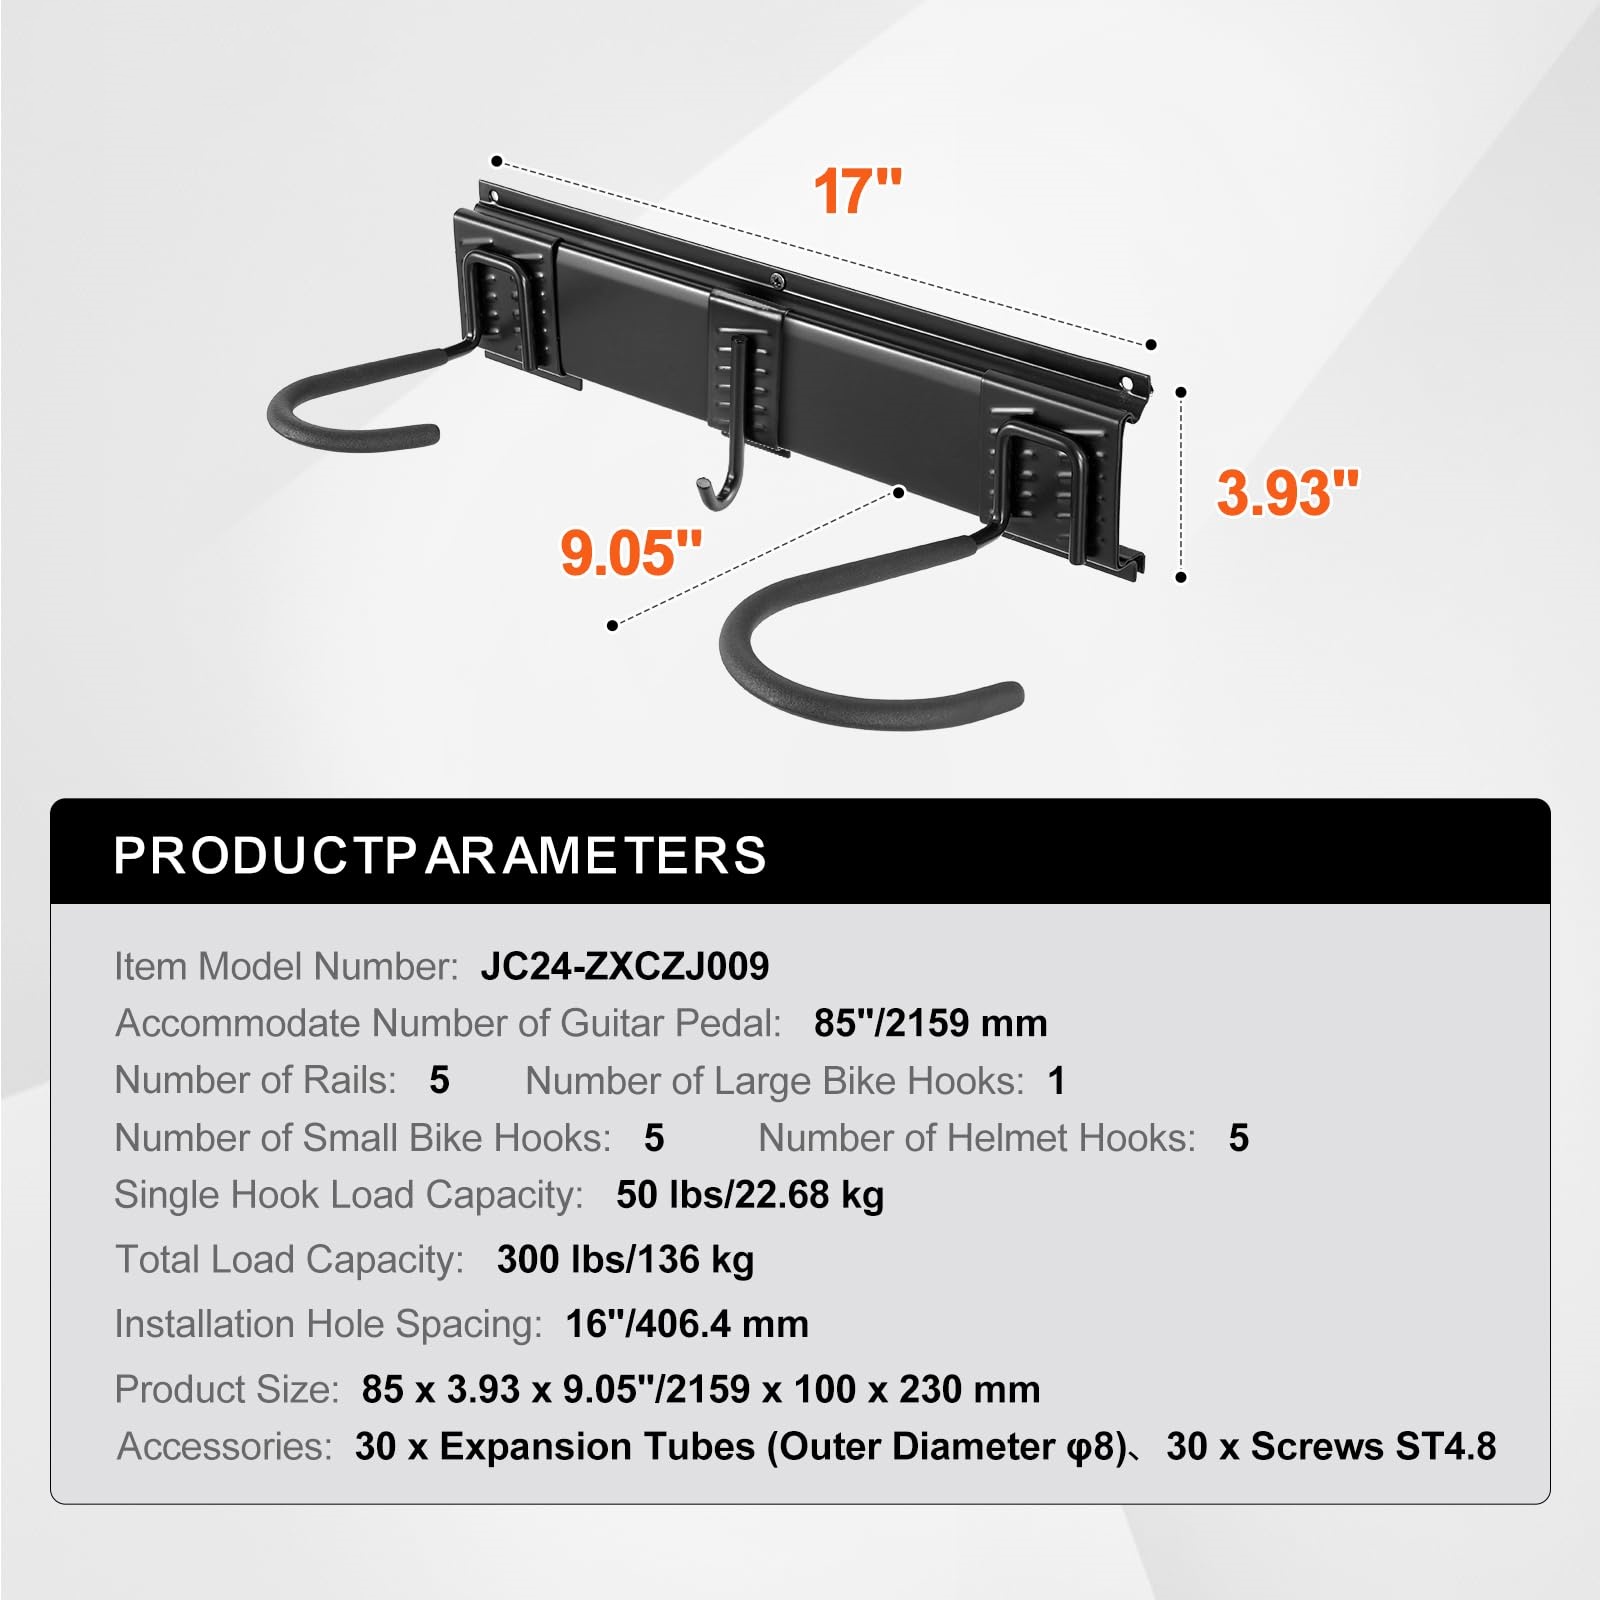 17"
3.93"
9.05"
PRODUCTPARAMETERS
Item Model Number: JC24-ZXCZJ009
Accommodate Number of Guitar Pedal: 85"/2159 mm
Number of Rails: 5 Number of Large Bike Hooks: 1
Number of Small Bike Hooks: 5 Number of Helmet Hooks: 5
Single Hook Load Capacity: 50 lbs/22.68 kg
Total Load Capacity: 300 lbs/136 kg
Installation Hole Spacing: 16"/406.4 mm
Product Size: 85 x 3.93 x 9.05"/2159 x 100 x 230 mm
Accessories: 30 x Expansion Tubes (Outer Diameter φ8)、 30 x Screws ST4.8